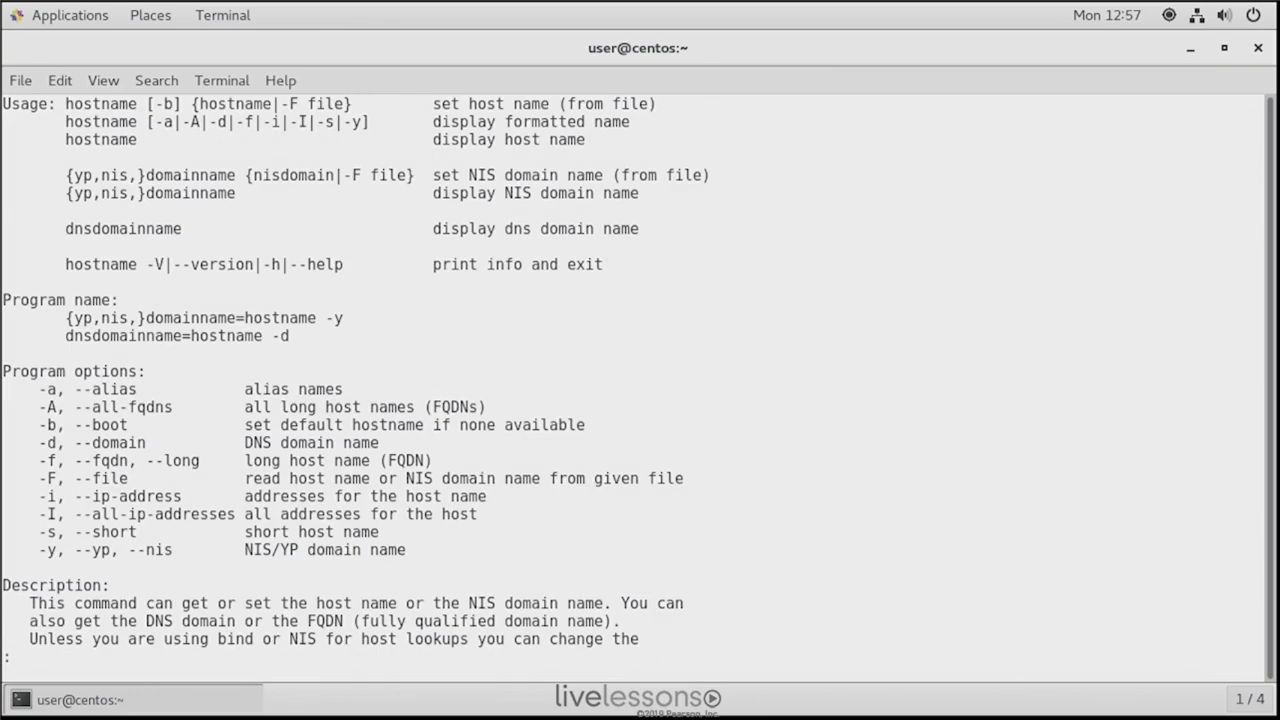 Applications Places Terminal Mon 12:57
user@centos:~
File Edit View Search Terminal Help
Usage: hostname [-b] {hostname|-F file} set host name (from file)
hostname [-a|-A|-d|-f|-i|-I|-s|-y] display formatted name
hostname display host name
{yp,nis,}domainname {nisdomain|-F file} set NIS domain name (from file)
{yp,nis,}domainname display NIS domain name
dnsdomainname display dns domain name
hostname -V|--version|-h|--help print info and exit
Program name:
{yp,nis,}domainname=hostname -y
dnsdomainname=hostname -d
Program options:
-a, --alias alias names
-A, --all-fqdns all long host names (FQDNs)
-b, --boot set default hostname if none available
-d, --domain DNS domain name
-f, --fqdn, --long long host name (FQDN)
-F, --file read host name or NIS domain name from given file
-i, --ip-address addresses for the host name
-I, --all-ip-addresses all addresses for the host
-s, --short short host name
-y, --yp, --nis NIS/YP domain name
Description:
This command can get or set the host name or the NIS domain name. You can
also get the DNS domain or the FQDN (fully qualified domain name).
Unless you are using bind or NIS for host lookups you can change the
:
user@centos:~ livelessons 1 / 4
©2019 Pearson, Inc.